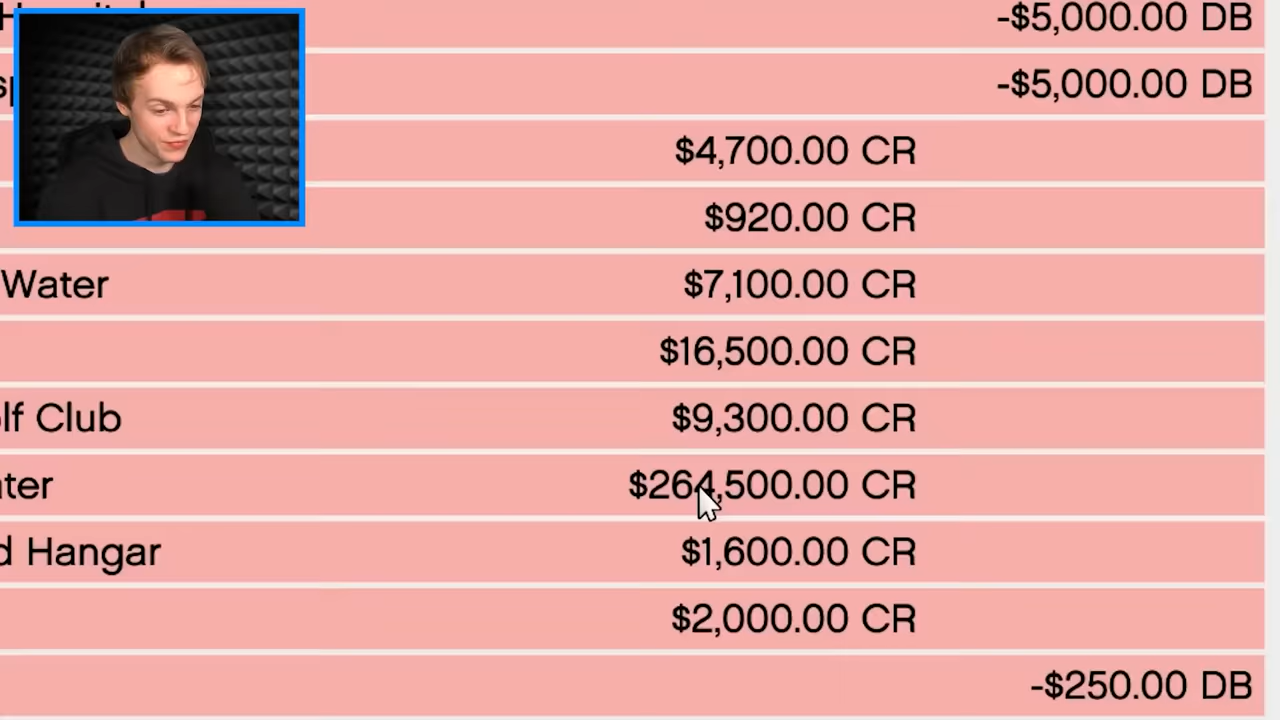 -$5,000.00 DB
-$5,000.00 DB
$4,700.00 CR
$920.00 CR
Water $7,100.00 CR
$16,500.00 CR
Club $9,300.00 CR
$264,500.00 CR
Hangar $1,600.00 CR
$2,000.00 CR
-$250.00 DB